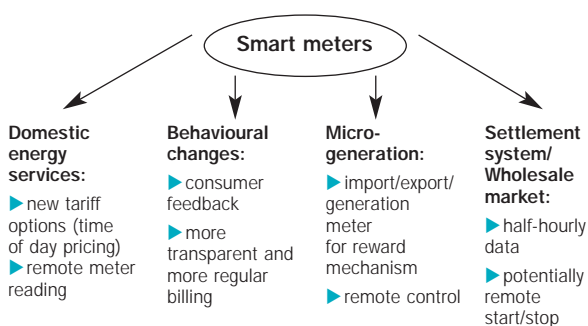 Smart meters
Domestic
energy
services:
▶ new tariff
options (time
of day pricing)
▶ remote meter
reading
Behavioural
changes:
▶ consumer
feedback
▶ more
transparent and
more regular
billing
Micro-
generation:
▶ import/export/
generation
meter
for reward
mechanism
▶ remote control
Settlement
system/
Wholesale
market:
▶ half-hourly
data
▶ potentially
remote
start/stop